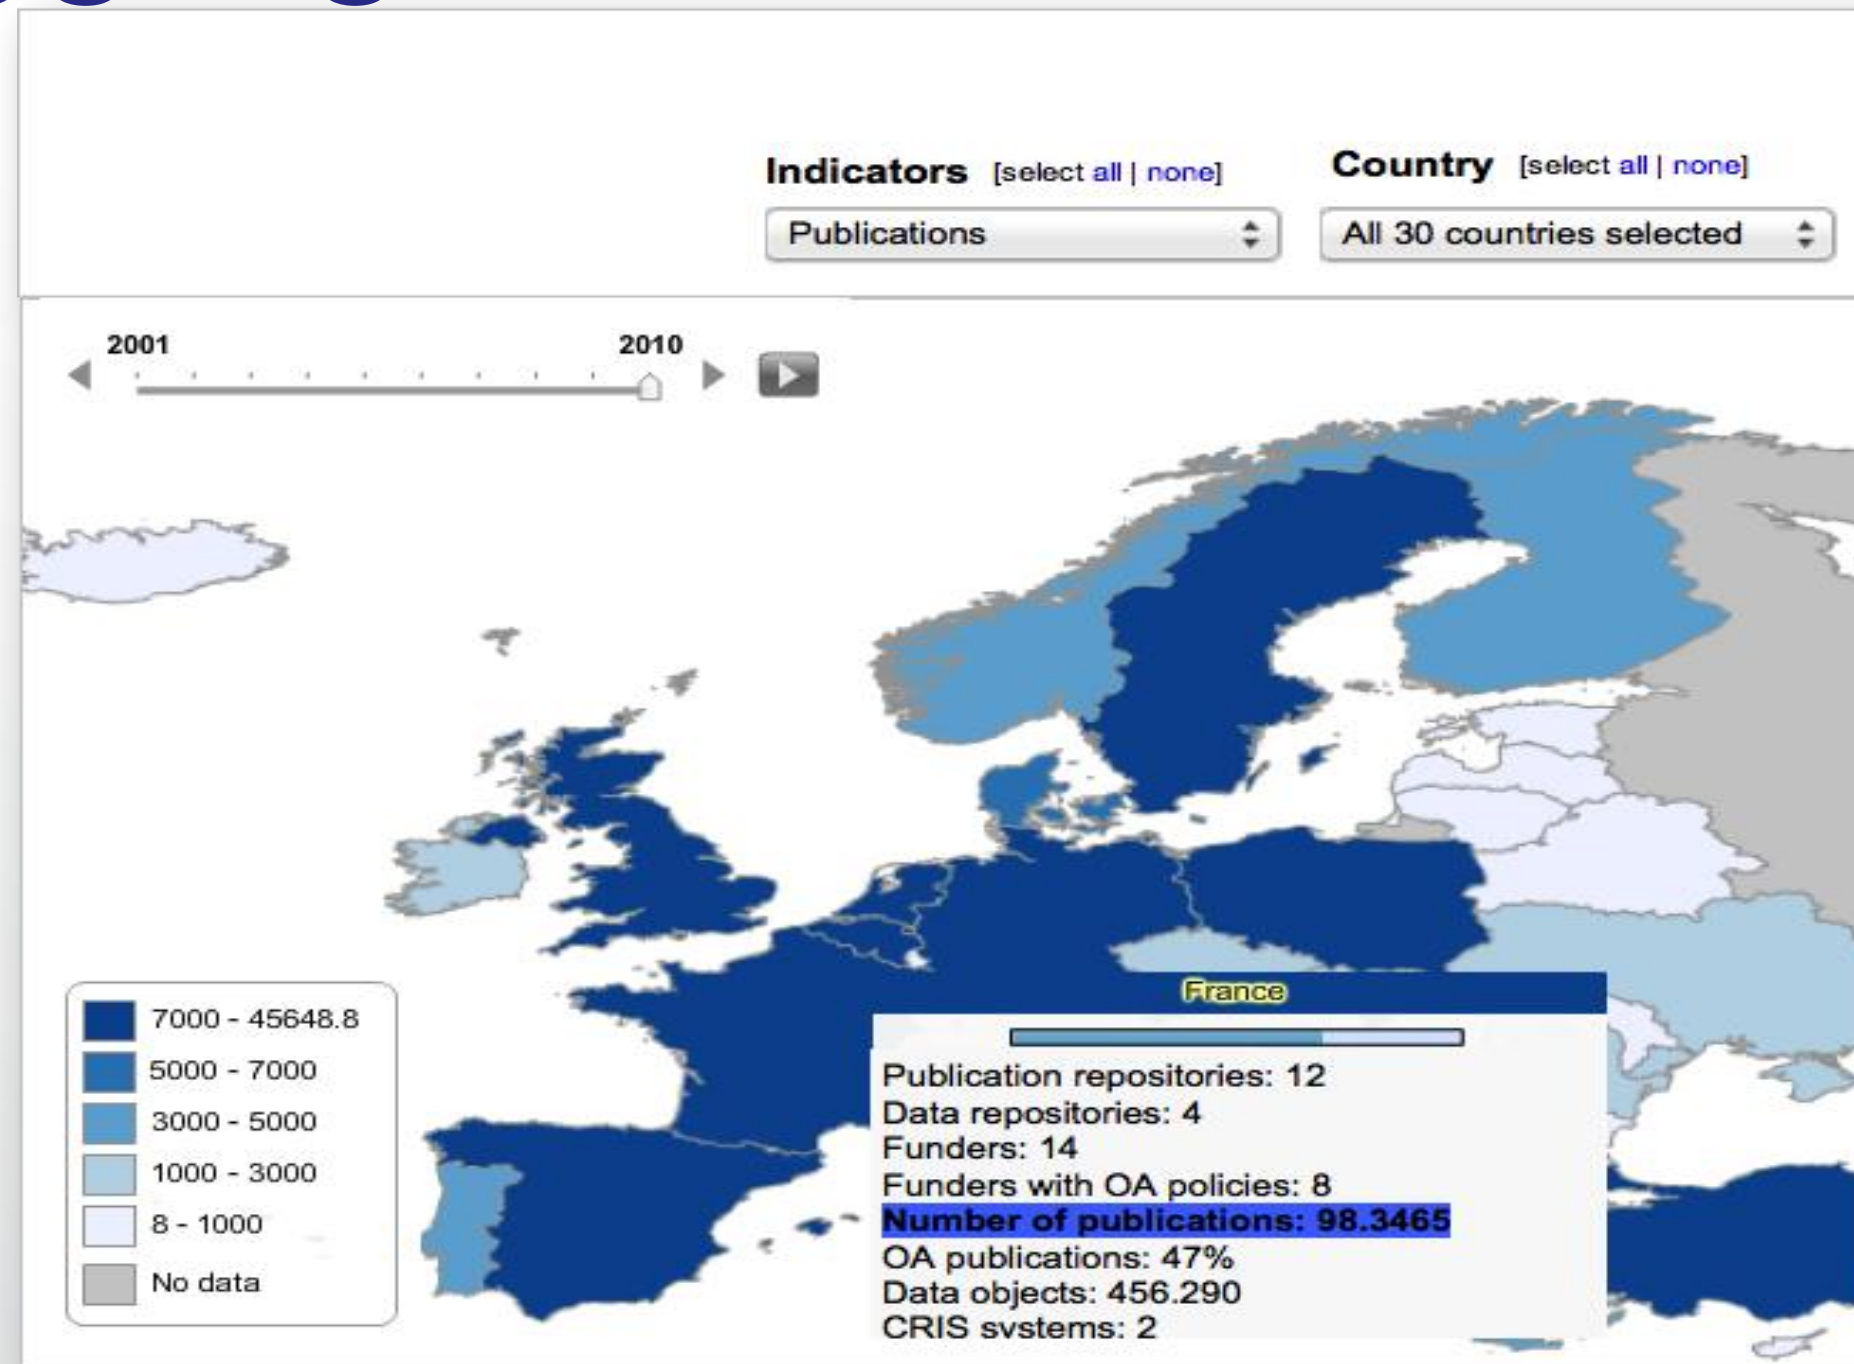 Indicators [select all | none]
Country [select all | none]
Publications
All 30 countries selected
2001
2010
7000 - 45648.8
5000 - 7000
3000 - 5000
1000 - 3000
8 - 1000
No data
France
Publication repositories: 12
Data repositories: 4
Funders: 14
Funders with OA policies: 8
Number of publications: 98.3465
OA publications: 47%
Data objects: 456.290
CRIS systems: 2